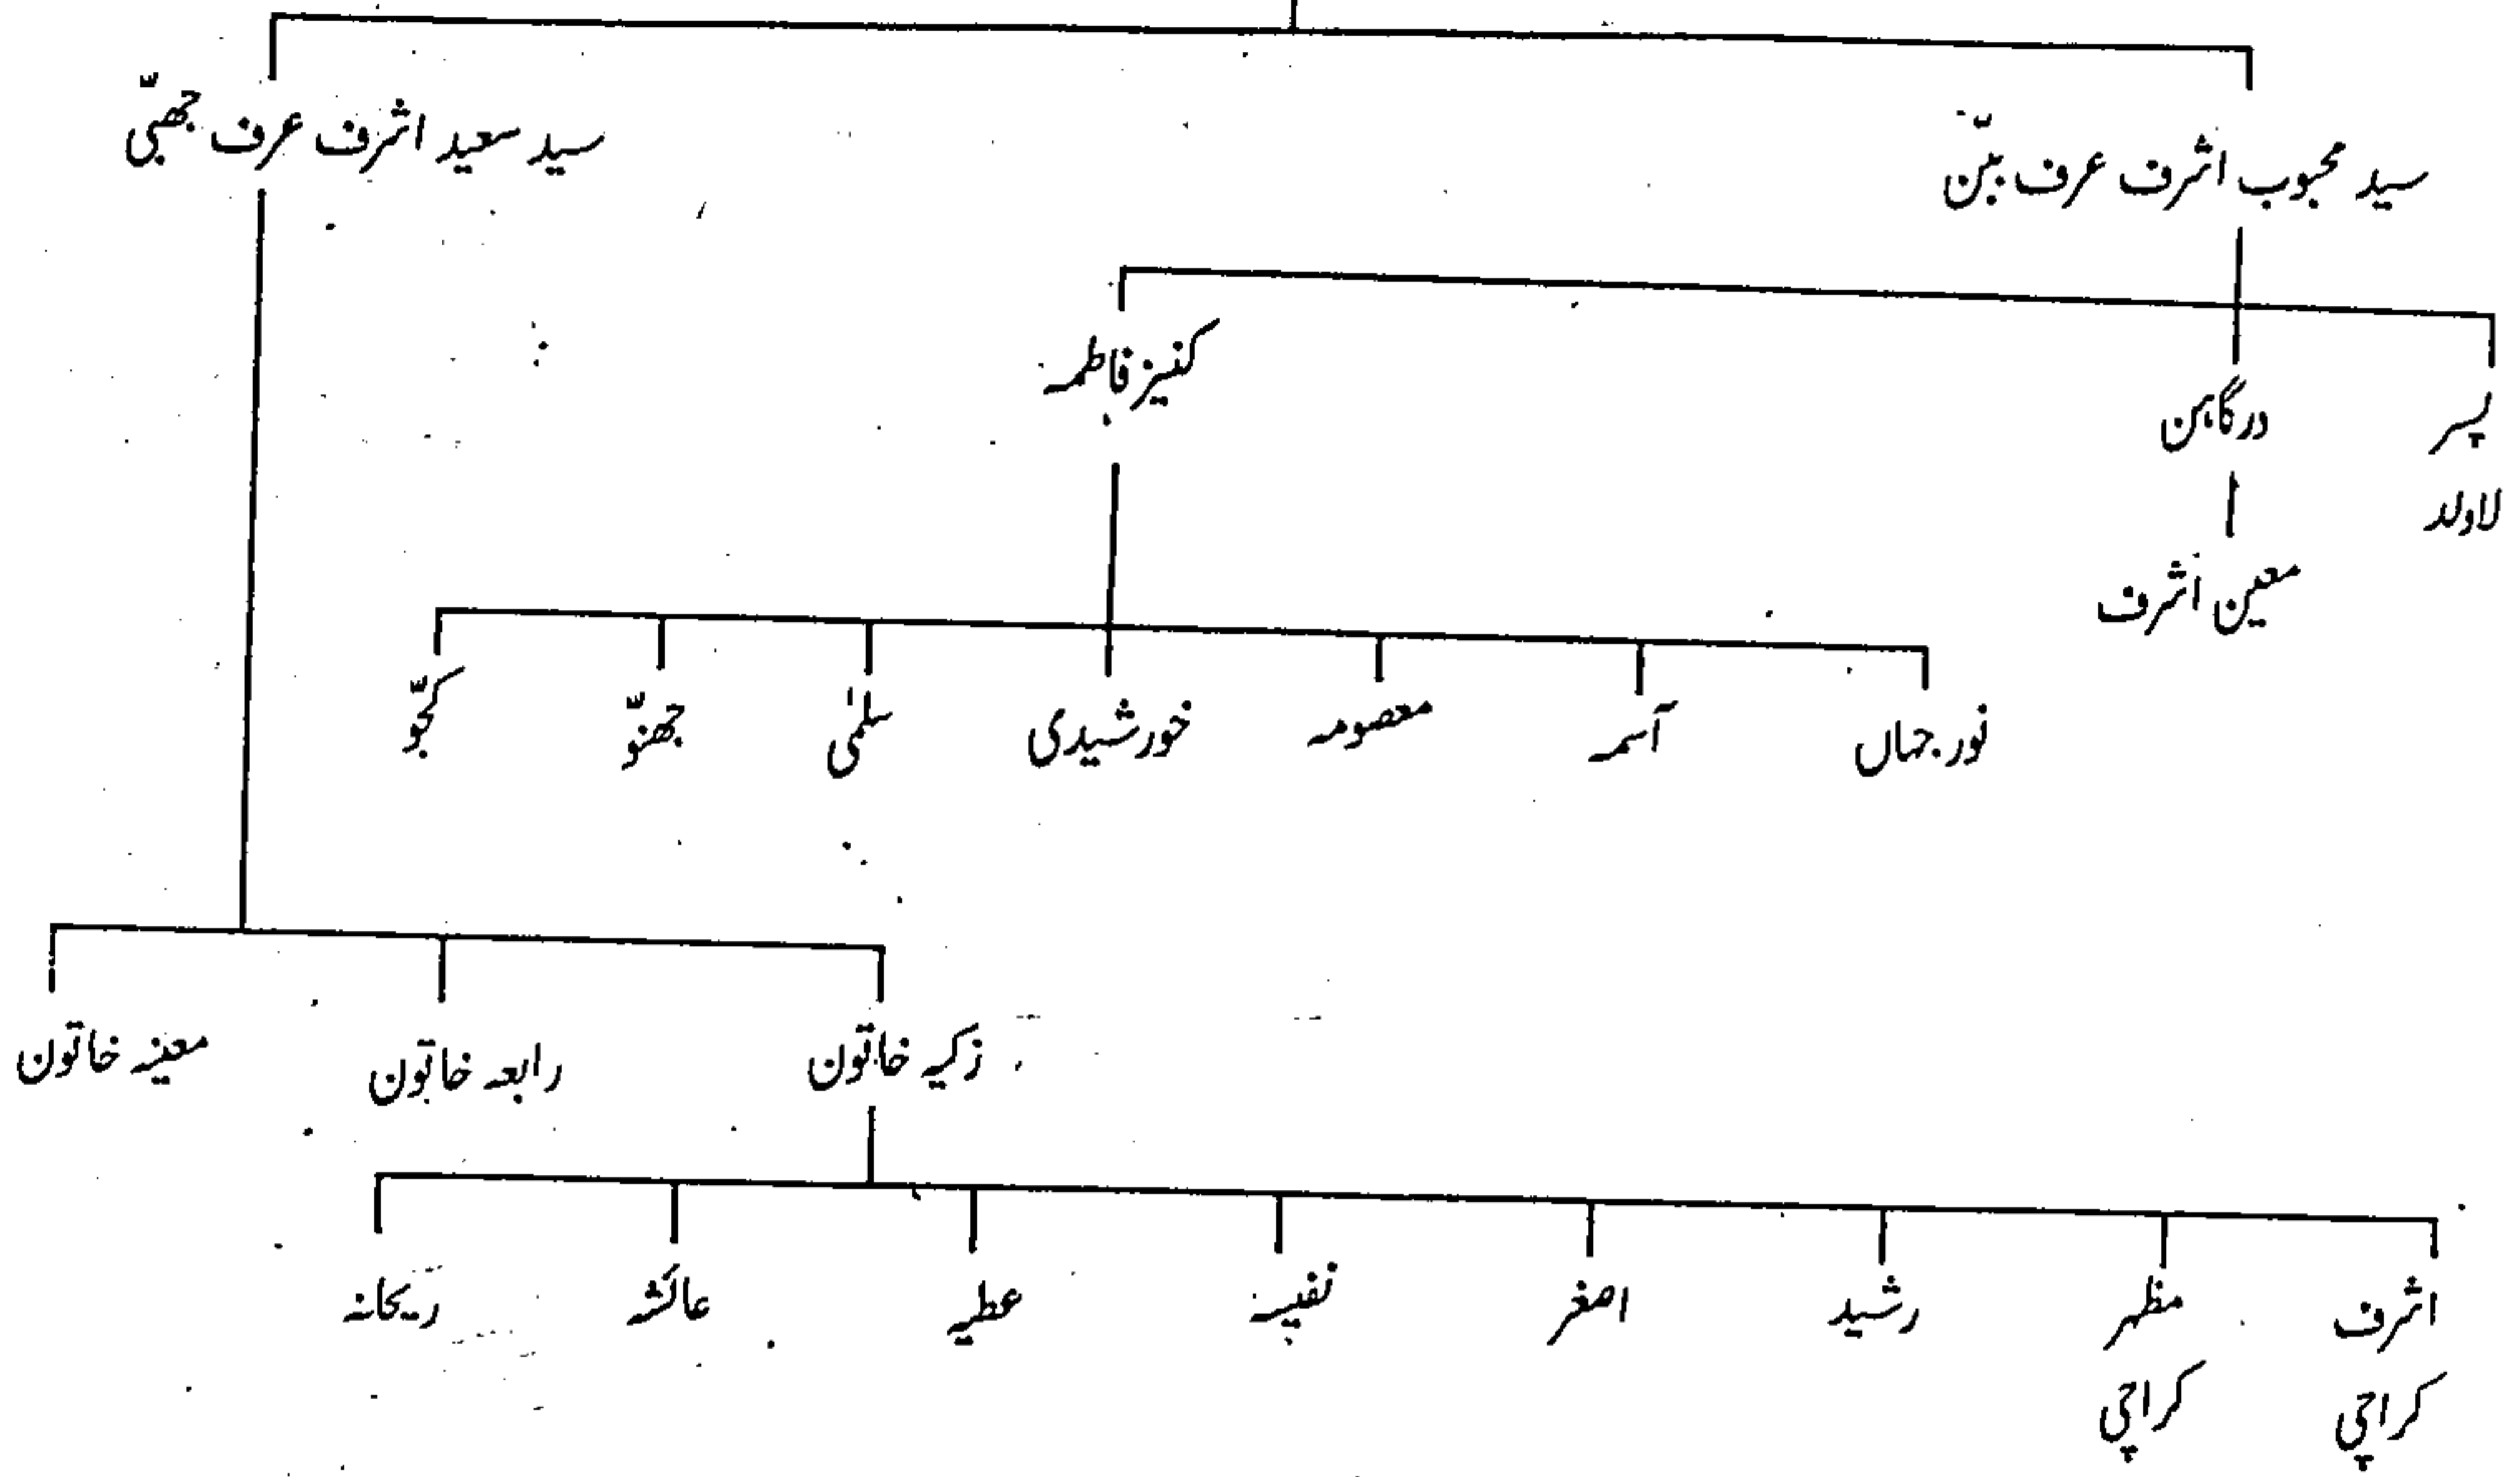 سید محبوب اشرف عرف ببّن
سید سعید اشرف عرف جھبّی
پسر
لاولد
درگاہن
کنیز فاطمہ
معین اشرف
نور جہاں
آسمہ
معصومہ
خورشیدی
سلمٰی
جھنّو
کجّو
زکیہ خاتون
رابعہ خاتون
معینہ خاتون
اشرف
کراچی
مظہر
کراچی
رشید
اصغر
نفیسہ
عطیہ
عائشہ
ریحانہ